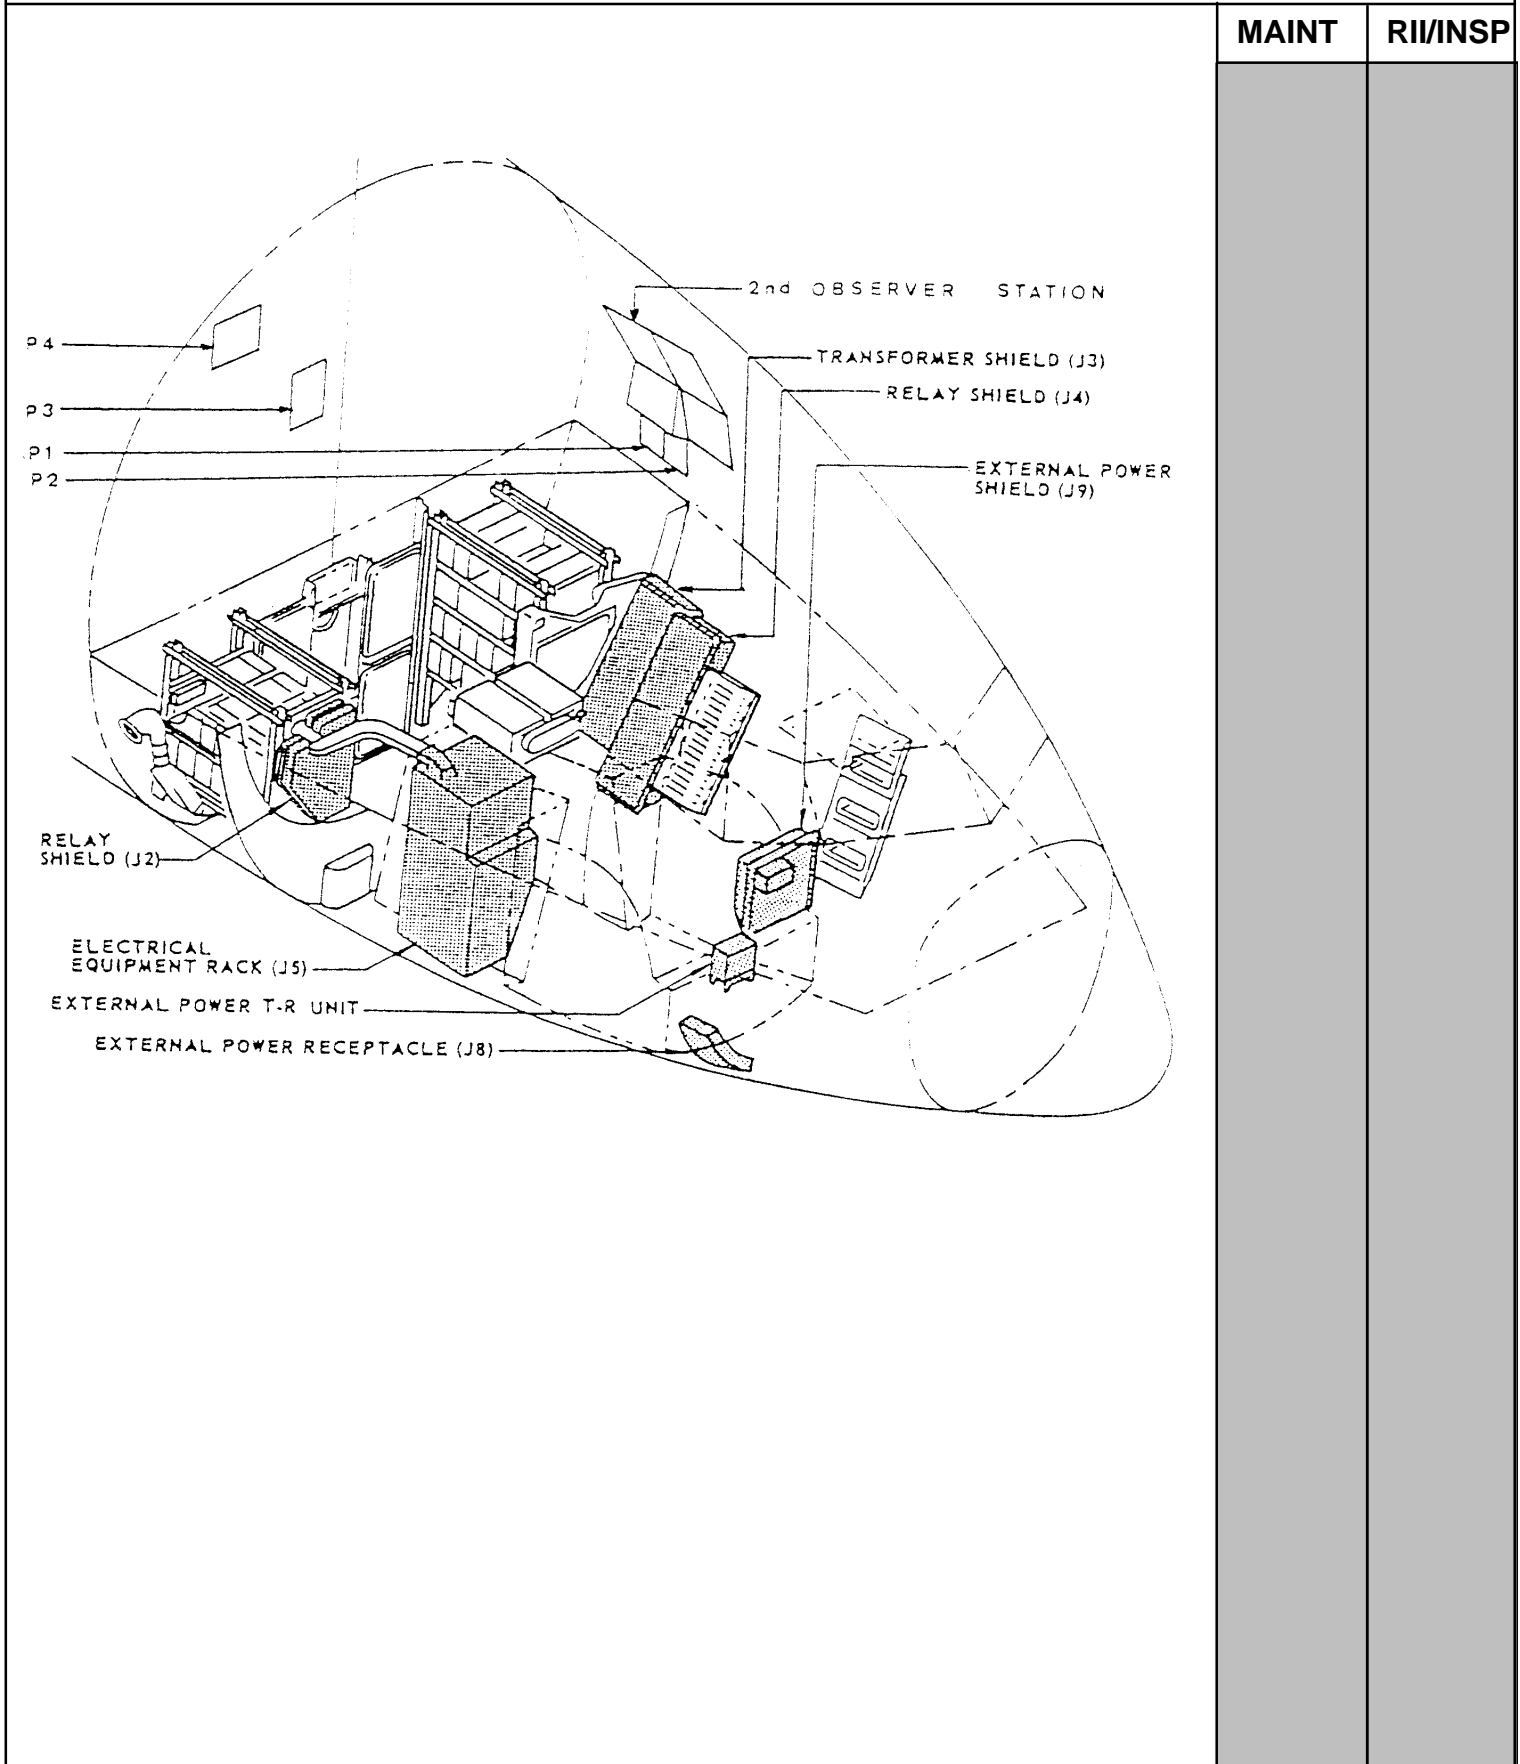 MAINT RII/INSP
2nd OBSERVER STATION
P4
TRANSFORMER SHIELD (J3)
RELAY SHIELD (J4)
P3
P1
P2
EXTERNAL POWER
SHIELD (J9)
RELAY
SHIELD (J2)
ELECTRICAL
EQUIPMENT RACK (J5)
EXTERNAL POWER T-R UNIT
EXTERNAL POWER RECEPTACLE (J8)